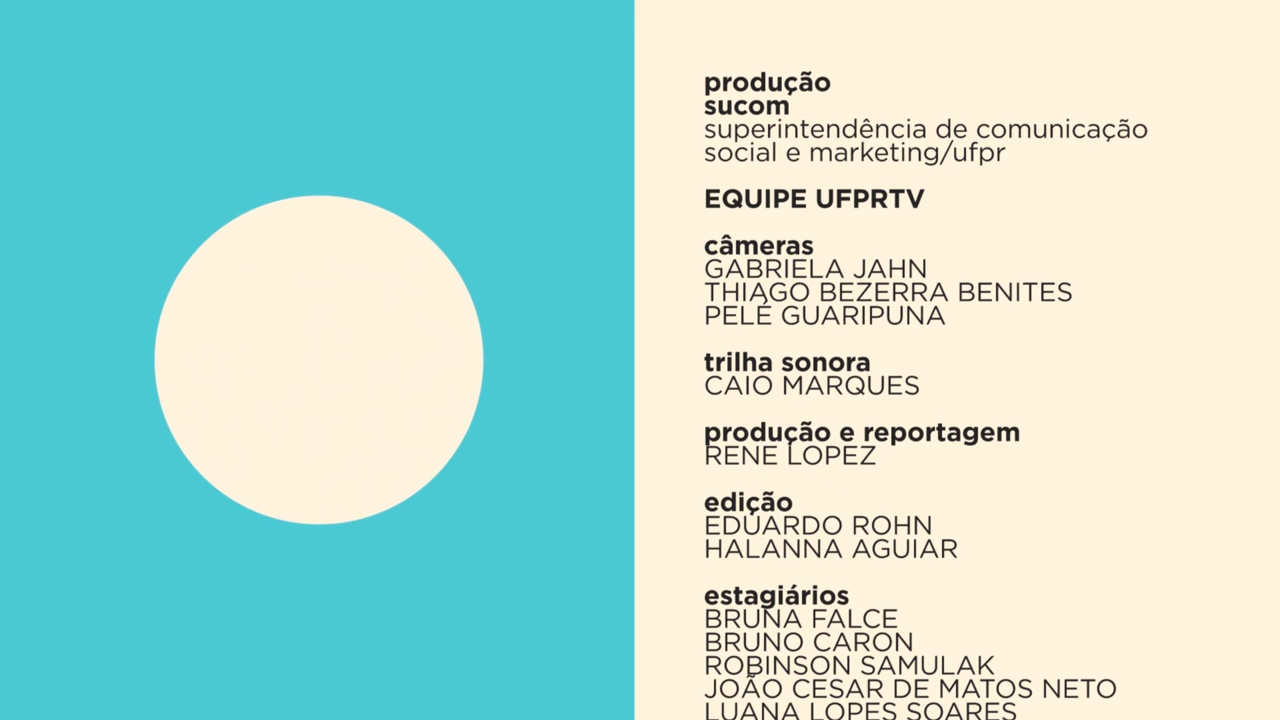 produção
sucom
superintendência de comunicação
social e marketing/ufpr
EQUIPE UFPRTV
câmeras
GABRIELA JAHN
THIAGO BEZERRA BENITES
PELÉ GUARIPUNA
trilha sonora
CAIO MARQUES
produção e reportagem
RENE LOPEZ
edição
EDUARDO ROHN
HALANNA AGUIAR
estagiários
BRUNA FALCE
BRUNO CARON
ROBINSON SAMULAK
JOÃO CESAR DE MATOS NETO
LUANA LOPES SOARES